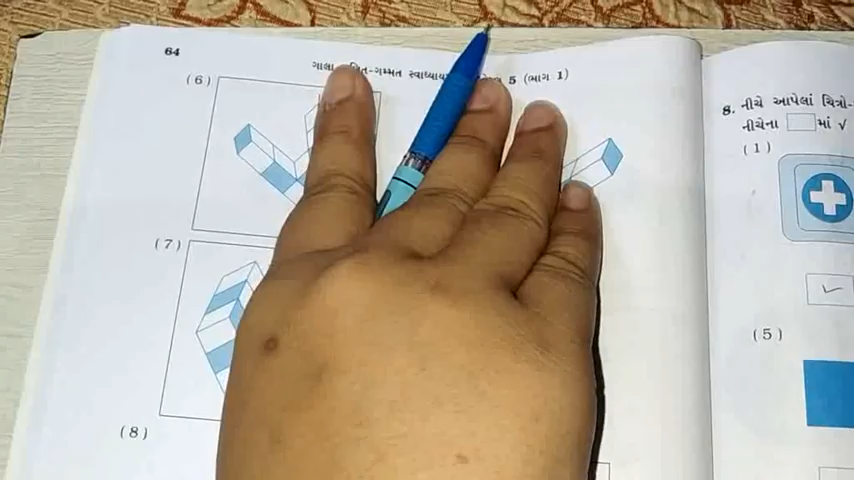 64
ગાલા
-ગમ્મત સ્વાધ્યાય
5 (ભાગ 1)
(6)
(7)
(8)
8. નીચે આપેલાં ચિત્રો-
નીચેના માં √
(1)
(5)